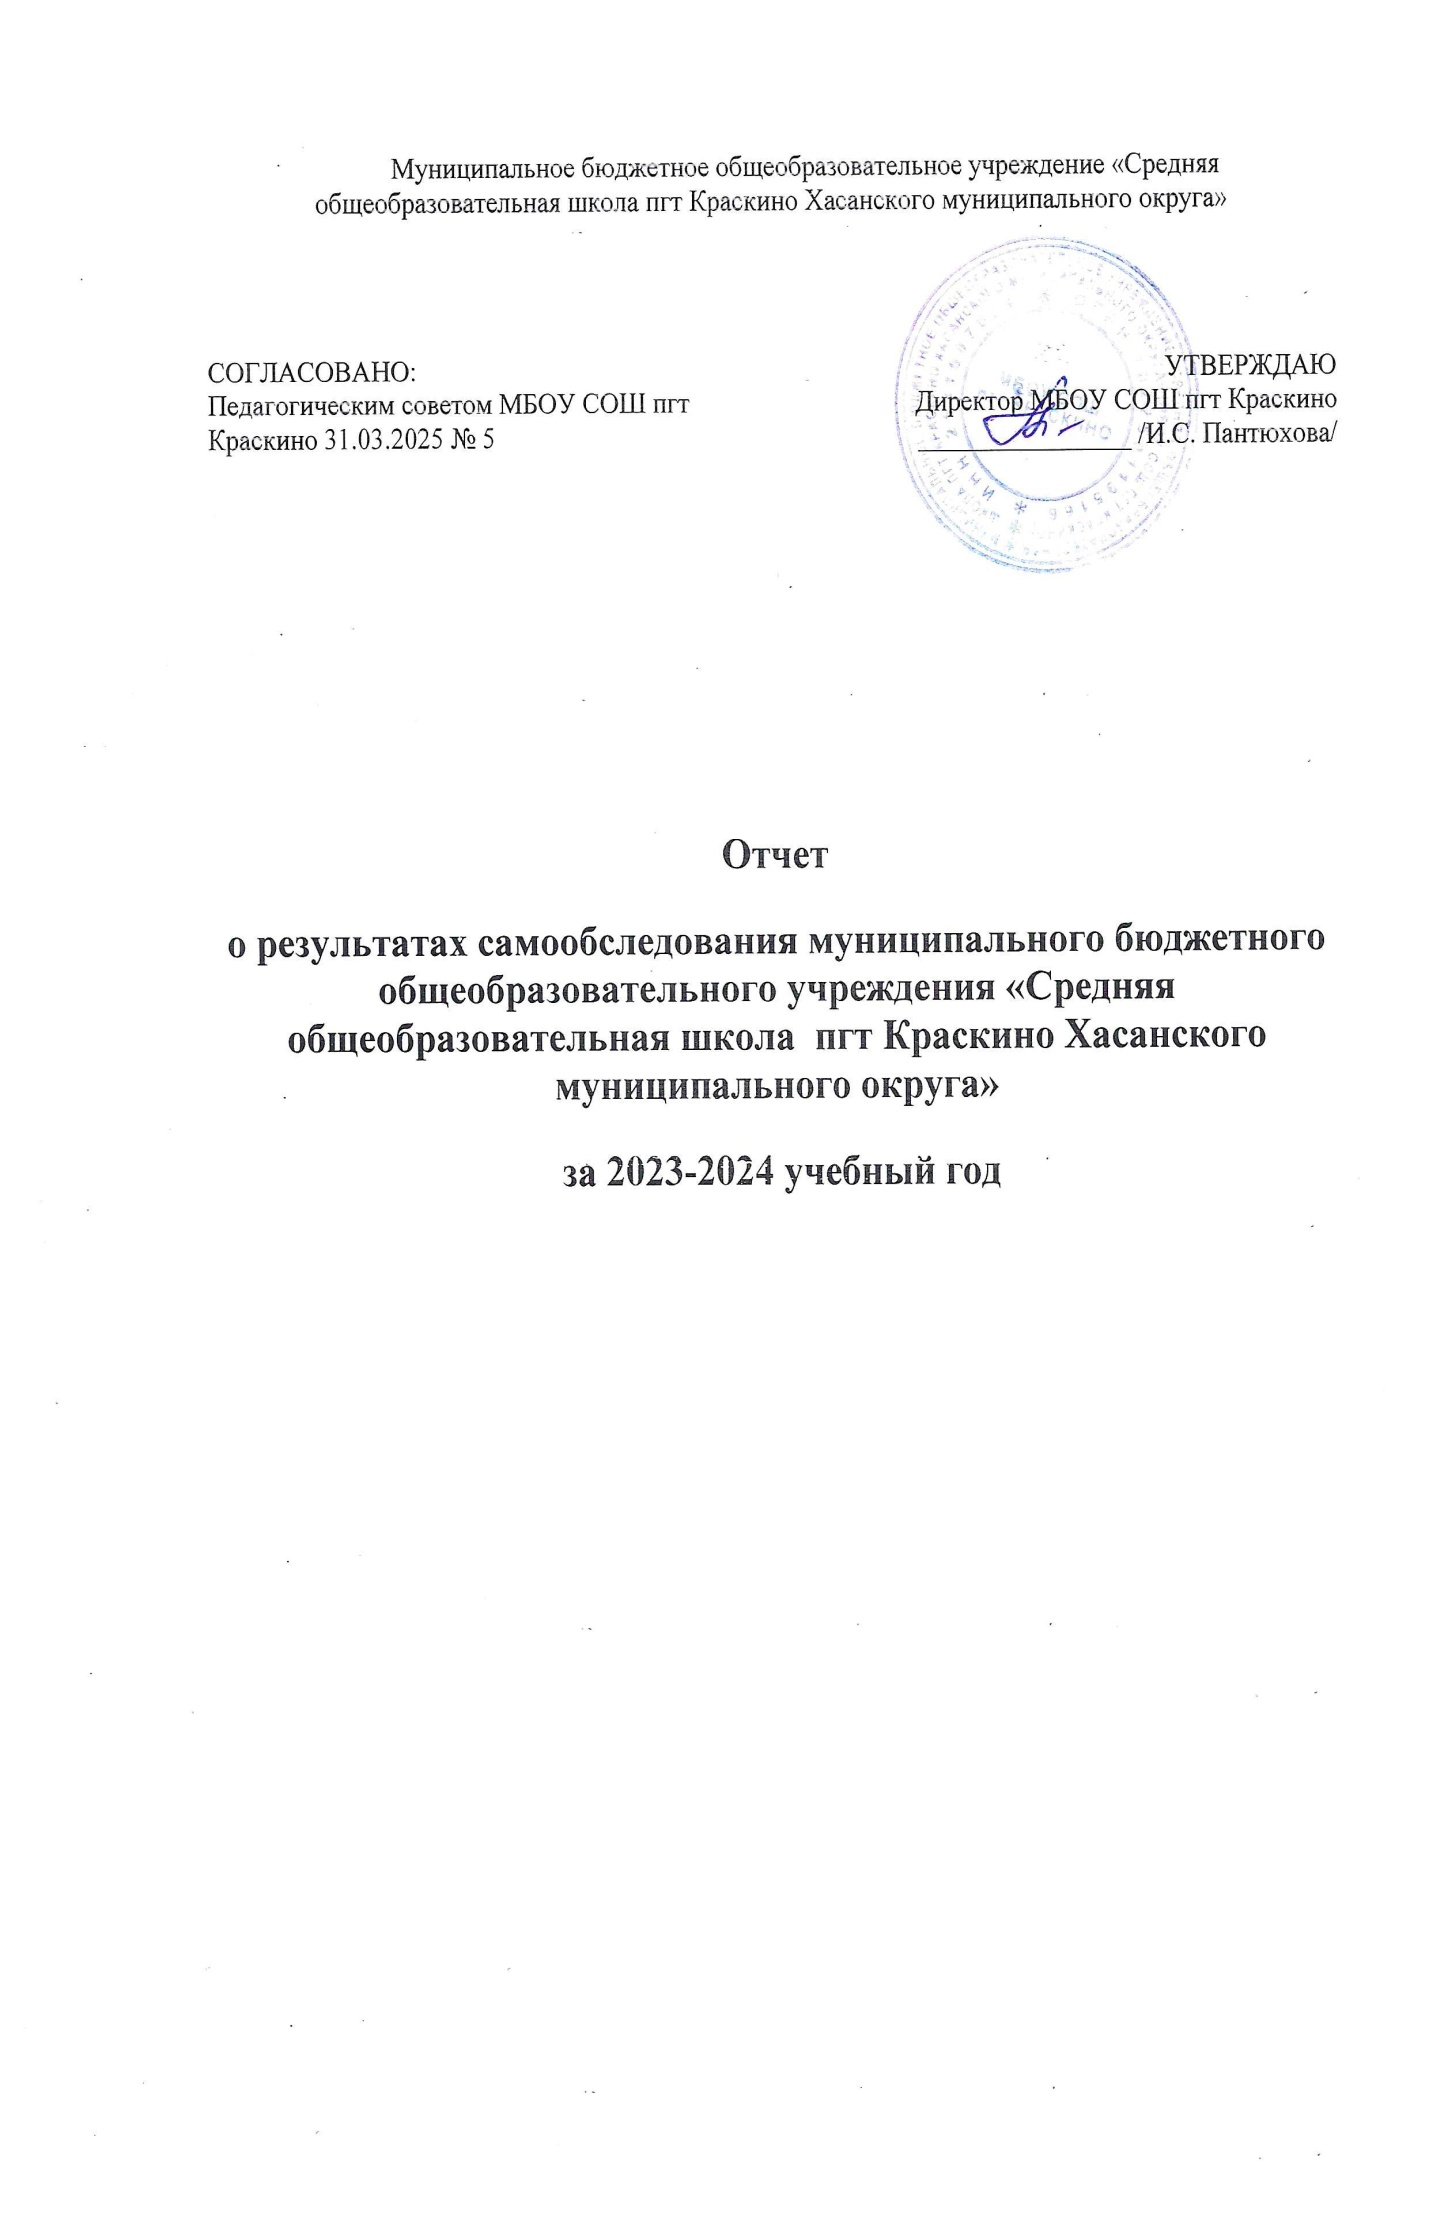 Муниципальное бюджетное общеобразовательное учреждение «Средняя
общеобразовательная школа пгт Краскино Хасанского муниципального округа»
СОГЛАСОВАНО:
Педагогическим советом МБОУ СОШ пгт
Краскино 31.03.2025 № 5
УТВЕРЖДАЮ
Директор МБОУ СОШ пгт Краскино
/И.С. Пантюхова/
Отчет
о результатах самообследования муниципального бюджетного
общеобразовательного учреждения «Средняя
общеобразовательная школа пгт Краскино Хасанского
муниципального округа»
за 2023-2024 учебный год